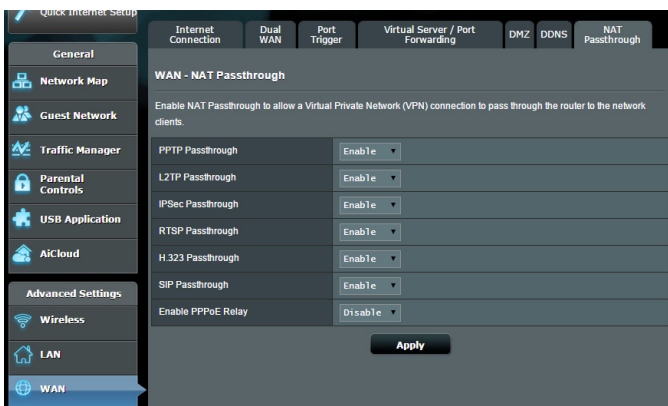 Quick Internet Setup
General
Network Map
Guest Network
Traffic Manager
Parental
Controls
USB Application
AiCloud
Advanced Settings
Wireless
LAN
WAN
Internet
Connection
Dual
WAN
Port
Trigger
Virtual Server / Port
Forwarding
DMZ
DDNS
NAT
Passthrough
WAN - NAT Passthrough
Enable NAT Passthrough to allow a Virtual Private Network (VPN) connection to pass through the router to the network
clients.
PPTP Passthrough Enable
L2TP Passthrough Enable
IPSec Passthrough Enable
RTSP Passthrough Enable
H.323 Passthrough Enable
SIP Passthrough Enable
Enable PPPoE Relay Disable
Apply